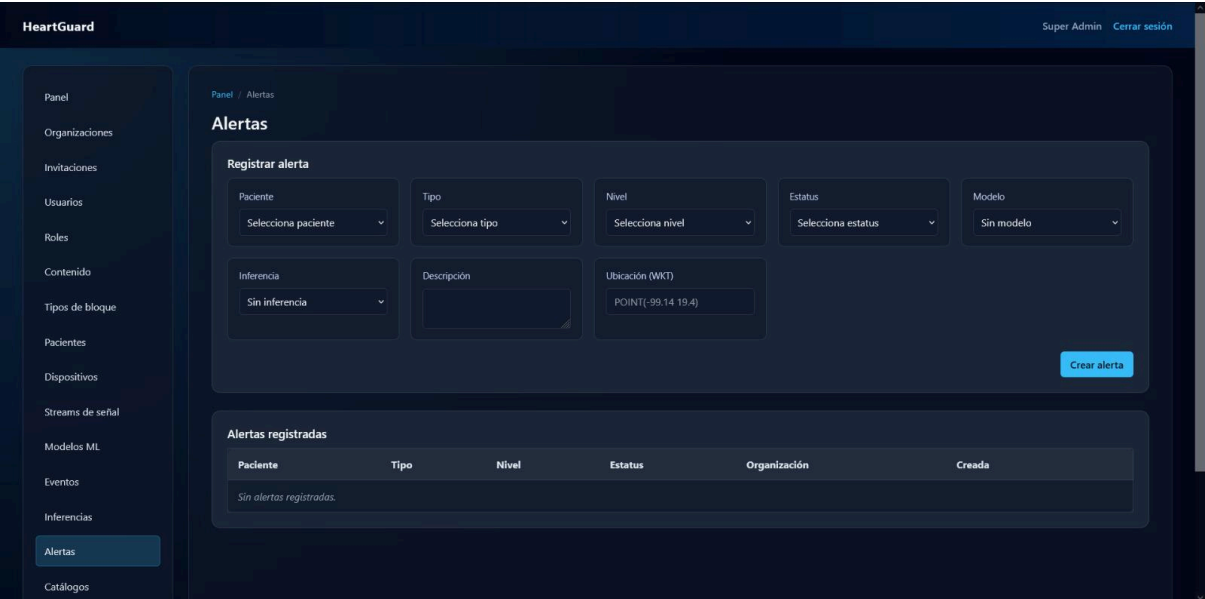 HeartGuard
Super Admin Cerrar sesión
Panel
Organizaciones
Invitaciones
Usuarios
Roles
Contenido
Tipos de bloque
Pacientes
Dispositivos
Streams de señal
Modelos ML
Eventos
Inferencias
Alertas
Catálogos
Panel / Alertas
Alertas
Registrar alerta
Paciente
Selecciona paciente
Tipo
Selecciona tipo
Nivel
Selecciona nivel
Estatus
Selecciona estatus
Modelo
Sin modelo
Inferencia
Sin inferencia
Descripción
Ubicación (WKT)
POINT(-99.14 19.4)
Crear alerta
Alertas registradas
Paciente Tipo Nivel Estatus Organización Creada
Sin alertas registradas.